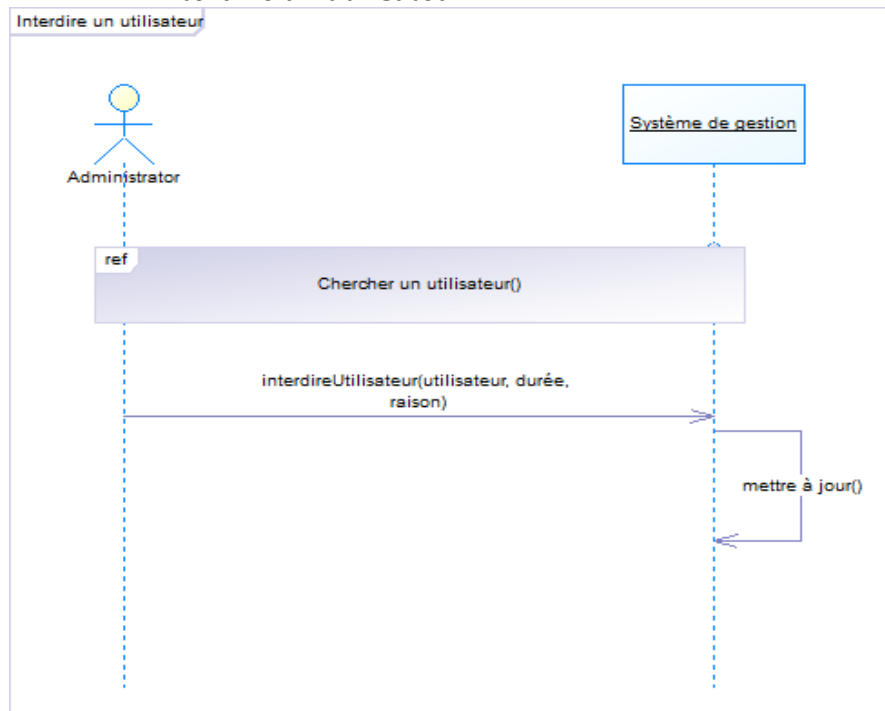 Interdire un utilisateur
Système de gestion
Administrator
ref
Chercher un utilisateur()
interdireUtilisateur(utilisateur, durée,
raison)
mettre à jour()